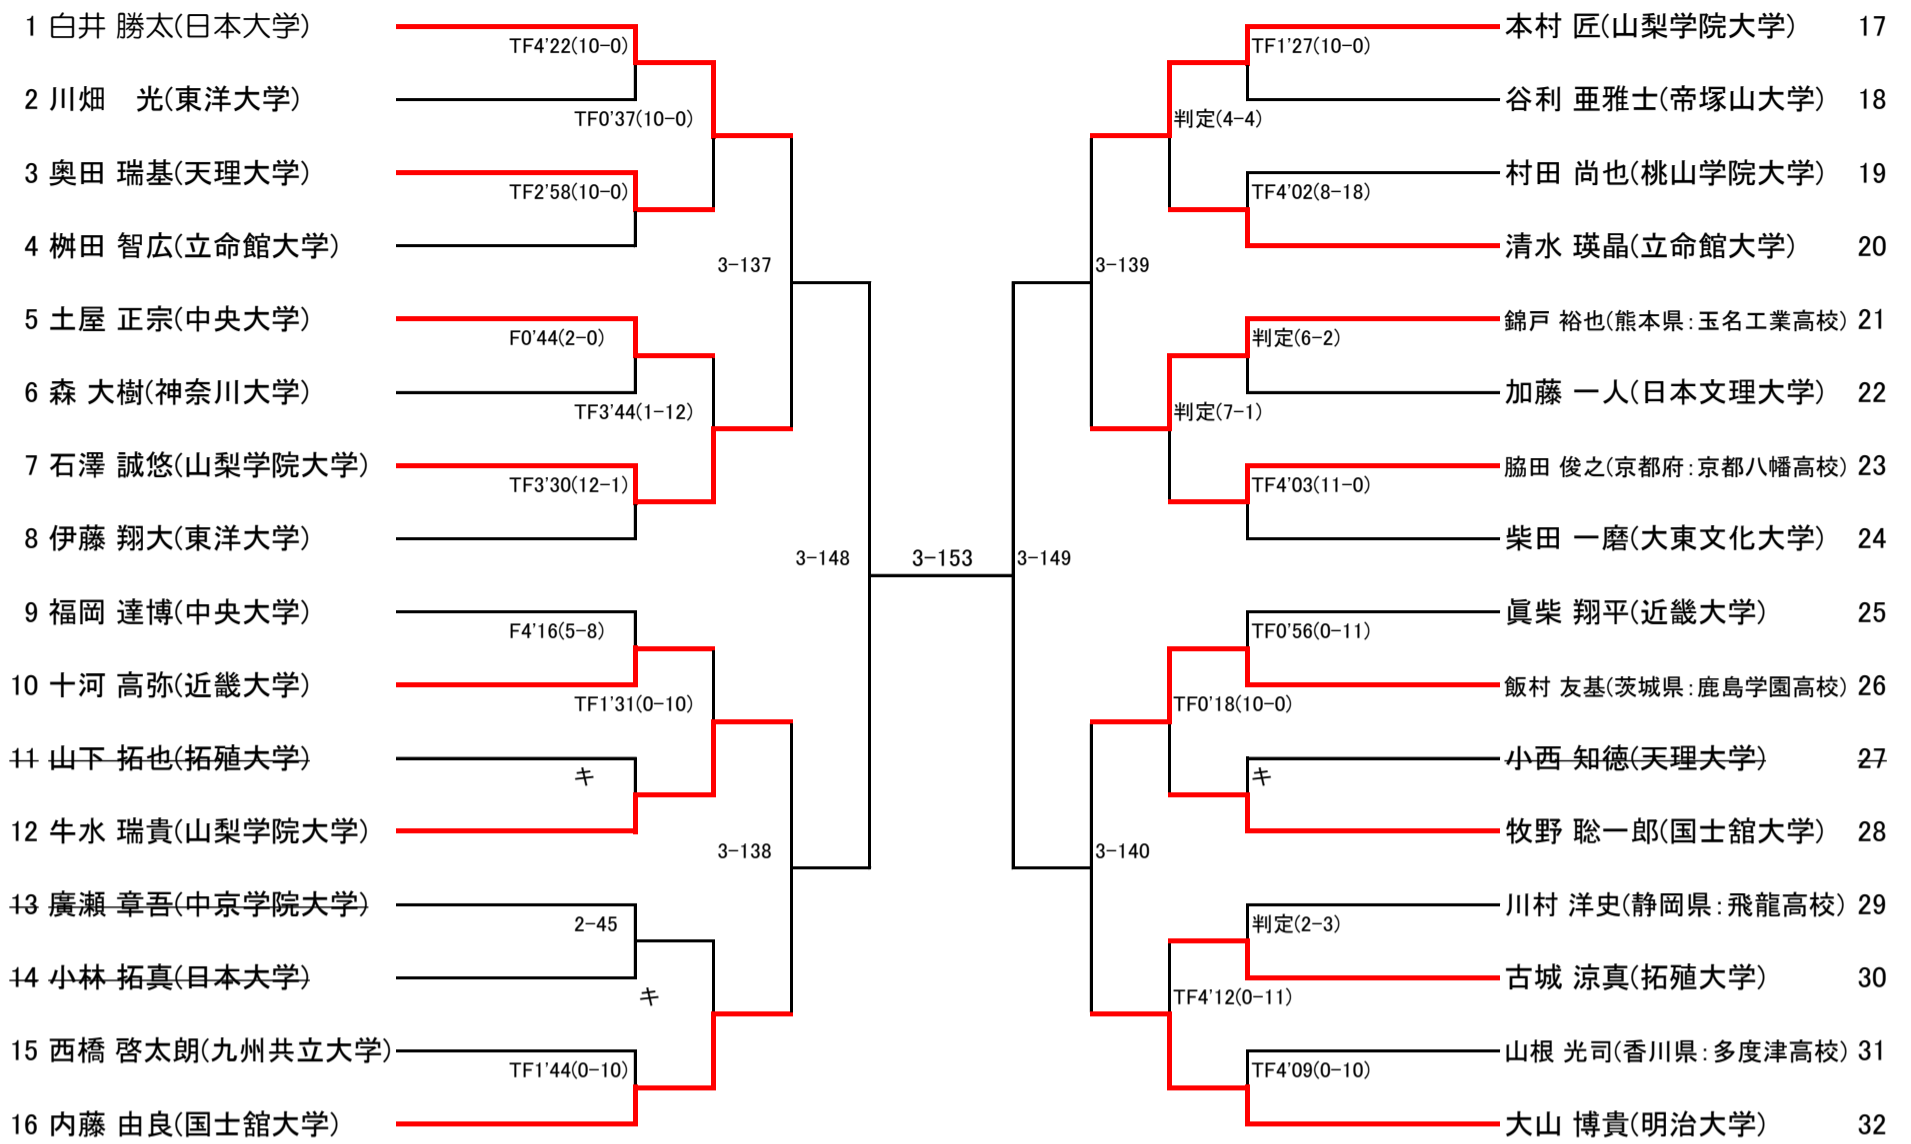 1 白井 勝太(日本大学)
TF4'22(10-0)
2 川畑　光(東洋大学)
TF0'37(10-0)
3 奥田 瑞基(天理大学)
TF2'58(10-0)
4 桝田 智広(立命館大学)
3-137
5 土屋 正宗(中央大学)
F0'44(2-0)
6 森 大樹(神奈川大学)
TF3'44(1-12)
7 石澤 誠悠(山梨学院大学)
TF3'30(12-1)
8 伊藤 翔大(東洋大学)
3-148
9 福岡 達博(中央大学)
F4'16(5-8)
10 十河 高弥(近畿大学)
TF1'31(0-10)
11 山下 拓也(拓殖大学)
キ
12 牛水 瑞貴(山梨学院大学)
3-138
13 廣瀬 章吾(中京学院大学)
2-45
14 小林 拓真(日本大学)
キ
15 西橋 啓太朗(九州共立大学)
TF1'44(0-10)
16 内藤 由良(国士舘大学)
3-153
本村 匠(山梨学院大学) 17
TF1'27(10-0)
谷利 亜雅士(帝塚山大学) 18
判定(4-4)
村田 尚也(桃山学院大学) 19
TF4'02(8-18)
清水 瑛晶(立命館大学) 20
3-139
錦戸 裕也(熊本県:玉名工業高校) 21
判定(6-2)
加藤 一人(日本文理大学) 22
判定(7-1)
脇田 俊之(京都府:京都八幡高校) 23
TF4'03(11-0)
柴田 一磨(大東文化大学) 24
3-149
眞柴 翔平(近畿大学) 25
TF0'56(0-11)
飯村 友基(茨城県:鹿島学園高校) 26
TF0'18(10-0)
小西 知徳(天理大学) 27
キ
牧野 聡一郎(国士舘大学) 28
3-140
川村 洋史(静岡県:飛龍高校) 29
判定(2-3)
古城 涼真(拓殖大学) 30
TF4'12(0-11)
山根 光司(香川県:多度津高校) 31
TF4'09(0-10)
大山 博貴(明治大学) 32